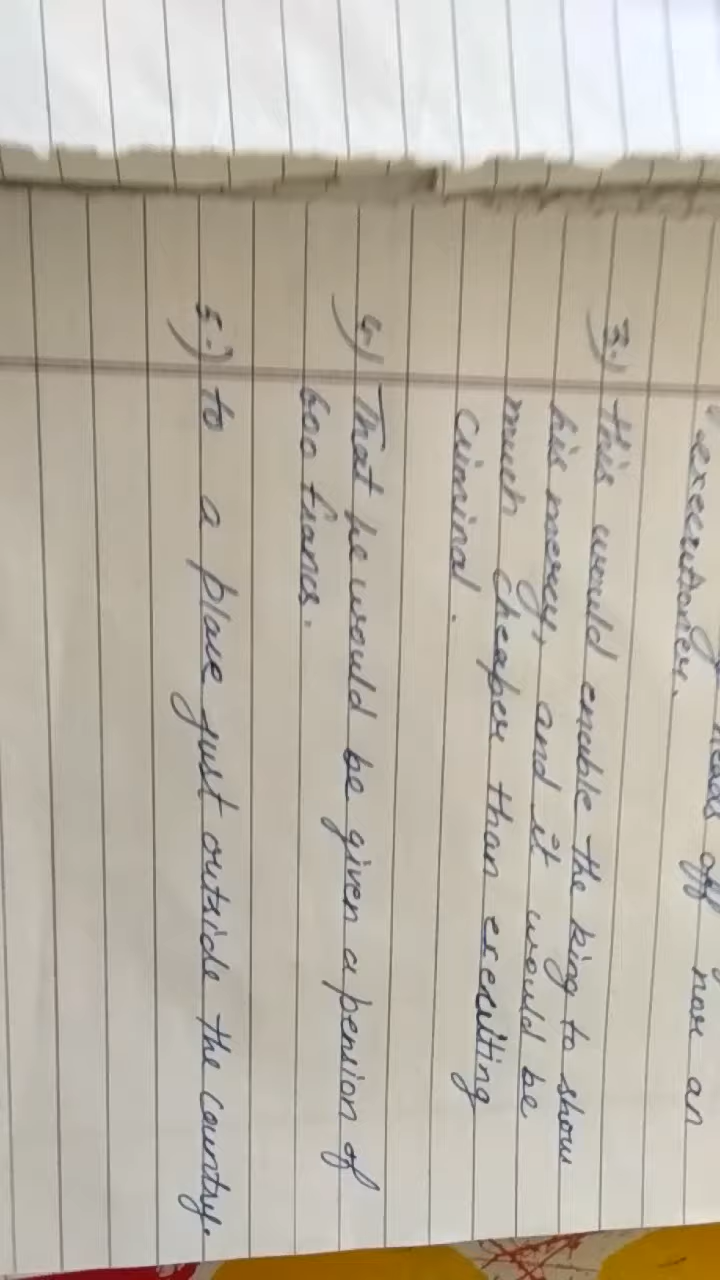 heads off nor an
executioner.
3.) this would enable the king to show
his mercy, and it would be
much cheaper than executing
criminal.
4.) That he would be given a pension of
600 francs.
5.) to a place just outside the country.